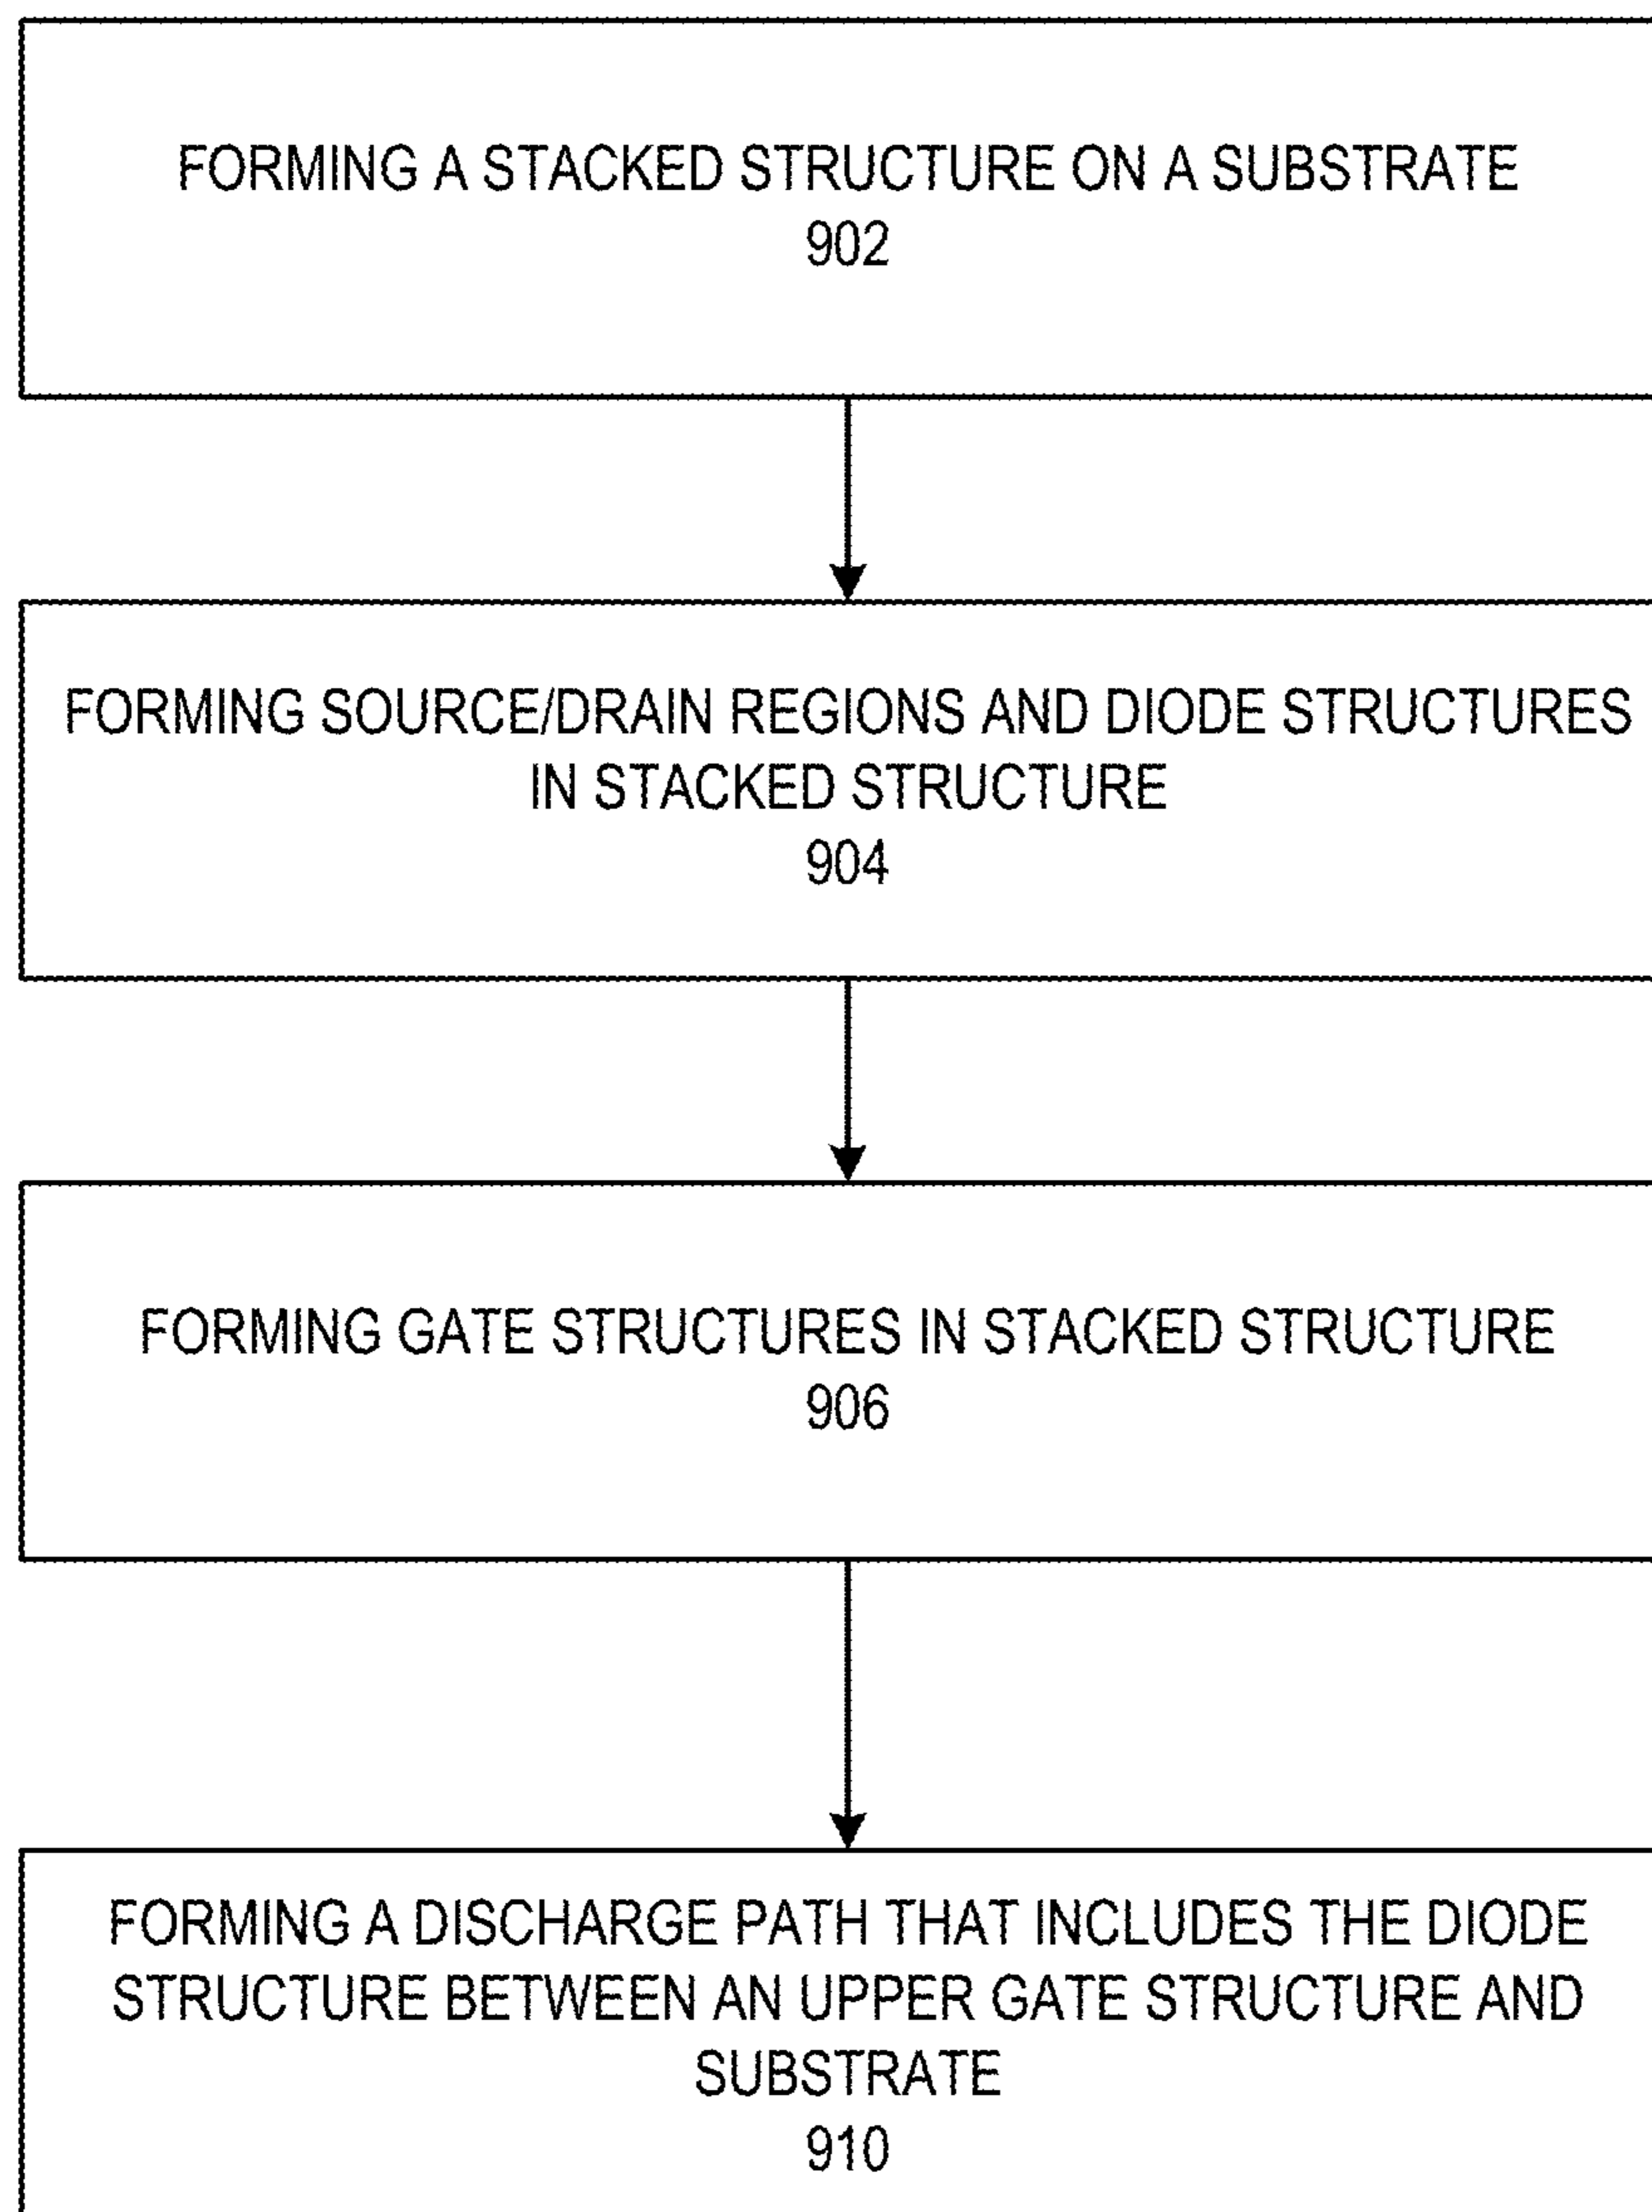 FORMING A STACKED STRUCTURE ON A SUBSTRATE
902
FORMING SOURCE/DRAIN REGIONS AND DIODE STRUCTURES
IN STACKED STRUCTURE
904
FORMING GATE STRUCTURES IN STACKED STRUCTURE
906
FORMING A DISCHARGE PATH THAT INCLUDES THE DIODE
STRUCTURE BETWEEN AN UPPER GATE STRUCTURE AND
SUBSTRATE
910